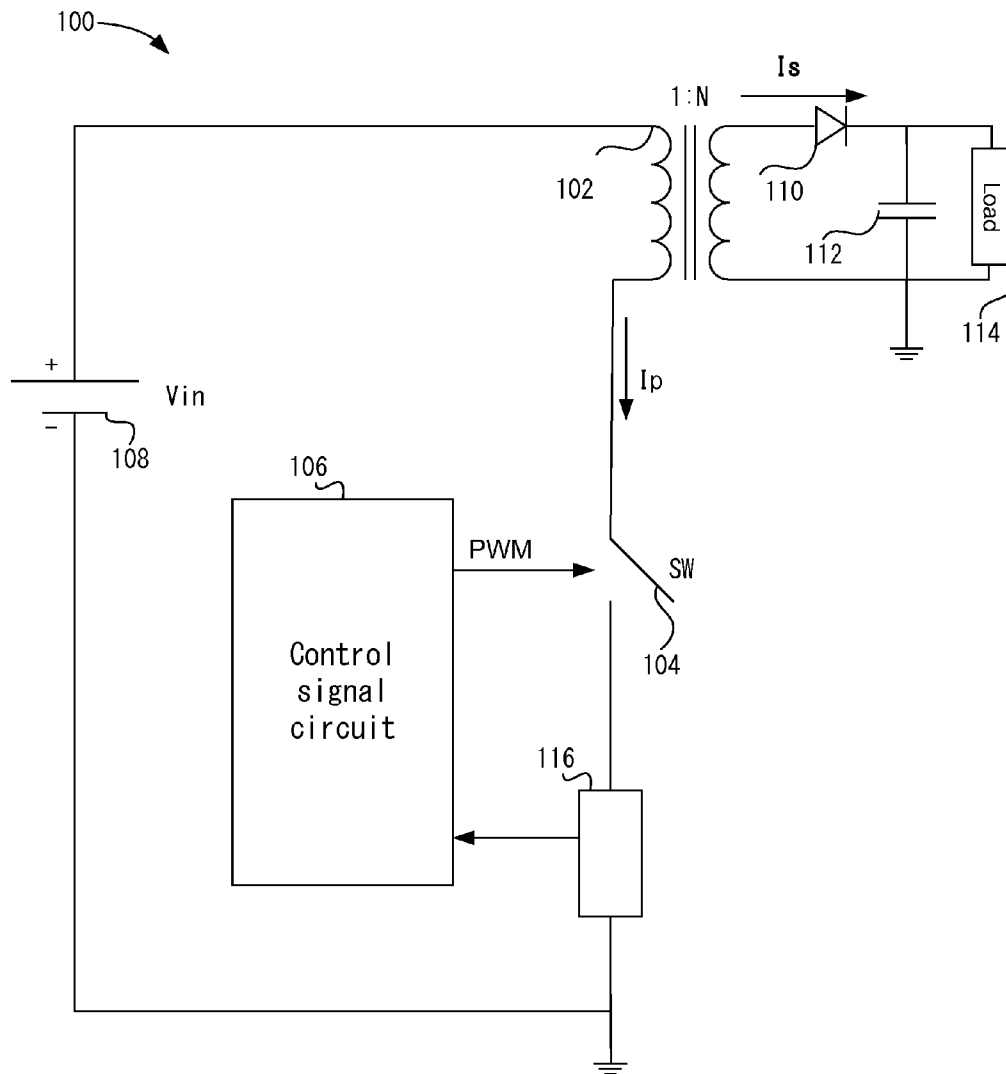 100
Is
1:N
102
110
112
Load
114
Ip
+
Vin
−
108
106
PWM
SW
104
Control
signal
circuit
116